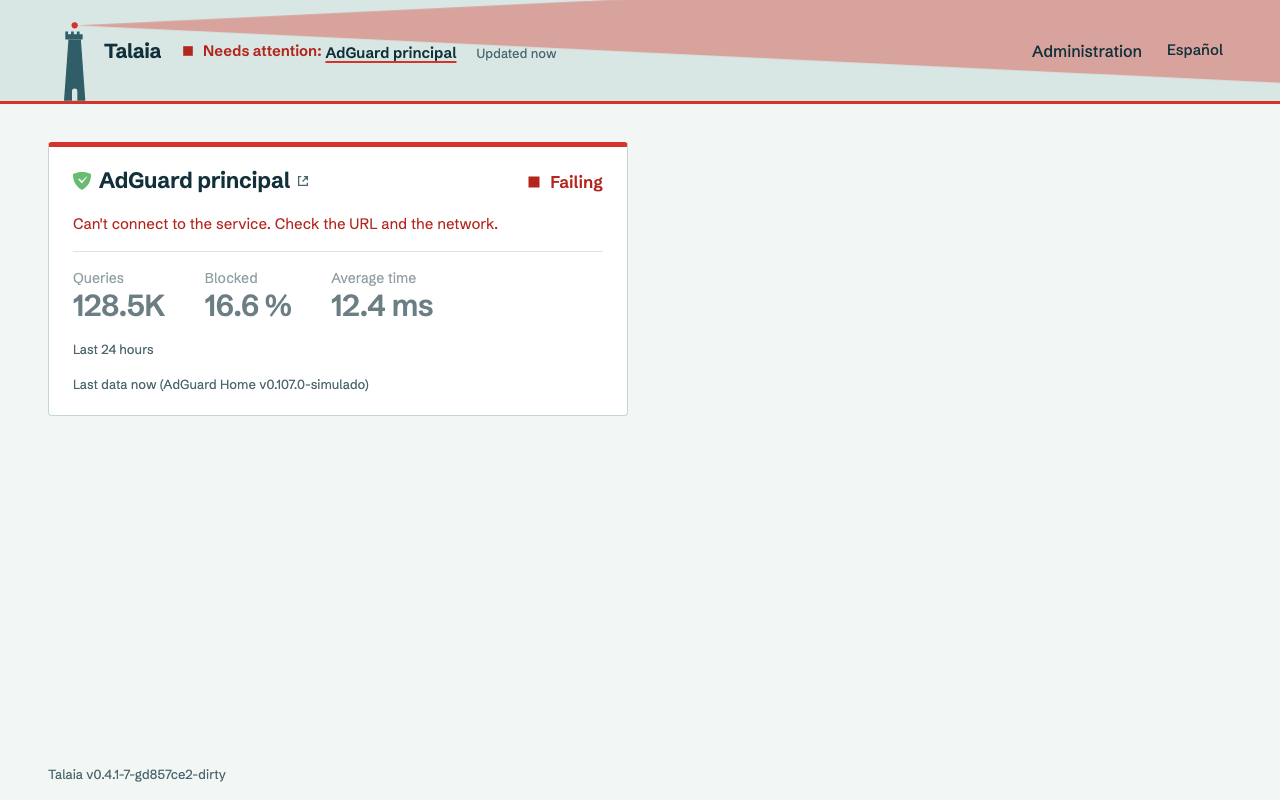 Talaia
Needs attention: AdGuard principal
Updated now
Administration
Español
AdGuard principal
Failing
Can't connect to the service. Check the URL and the network.
Queries
Blocked
Average time
128.5K
16.6 %
12.4 ms
Last 24 hours
Last data now (AdGuard Home v0.107.0-simulado)
Talaia v0.4.1-7-gd857ce2-dirty